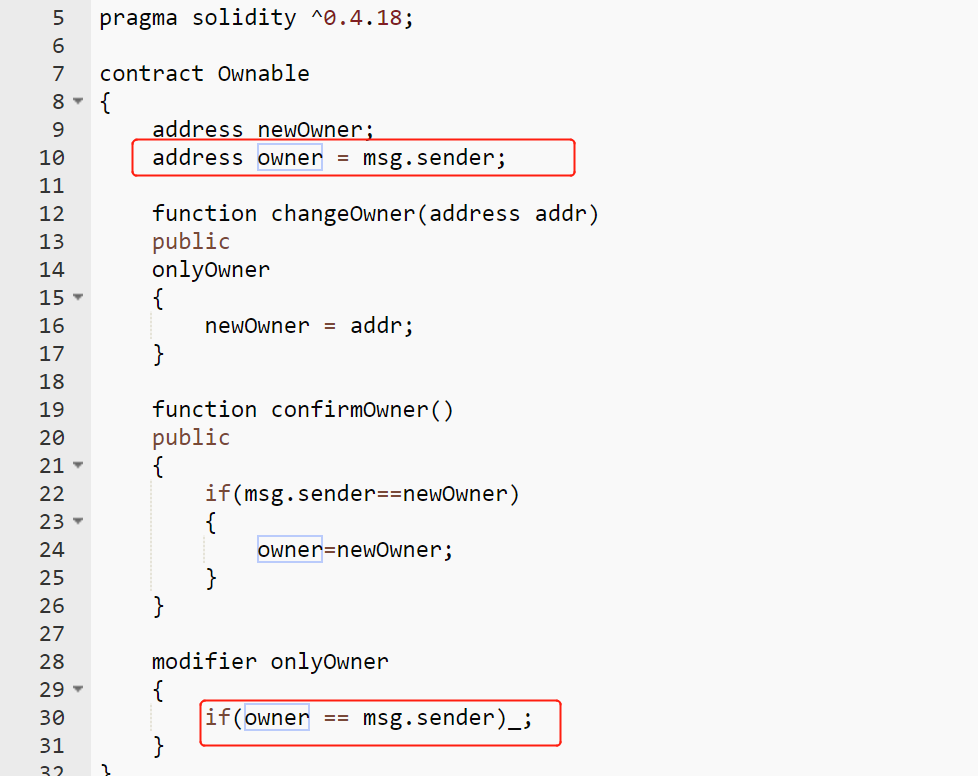 5 pragma solidity ^0.4.18;
6
7 contract Ownable
8 {
9 address newOwner;
10 address owner = msg.sender;
11
12 function changeOwner(address addr)
13 public
14 onlyOwner
15 {
16 newOwner = addr;
17 }
18
19 function confirmOwner()
20 public
21 {
22 if(msg.sender==newOwner)
23 {
24 owner=newOwner;
25 }
26 }
27
28 modifier onlyOwner
29 {
30 if(owner == msg.sender)_;
31 }
32 }